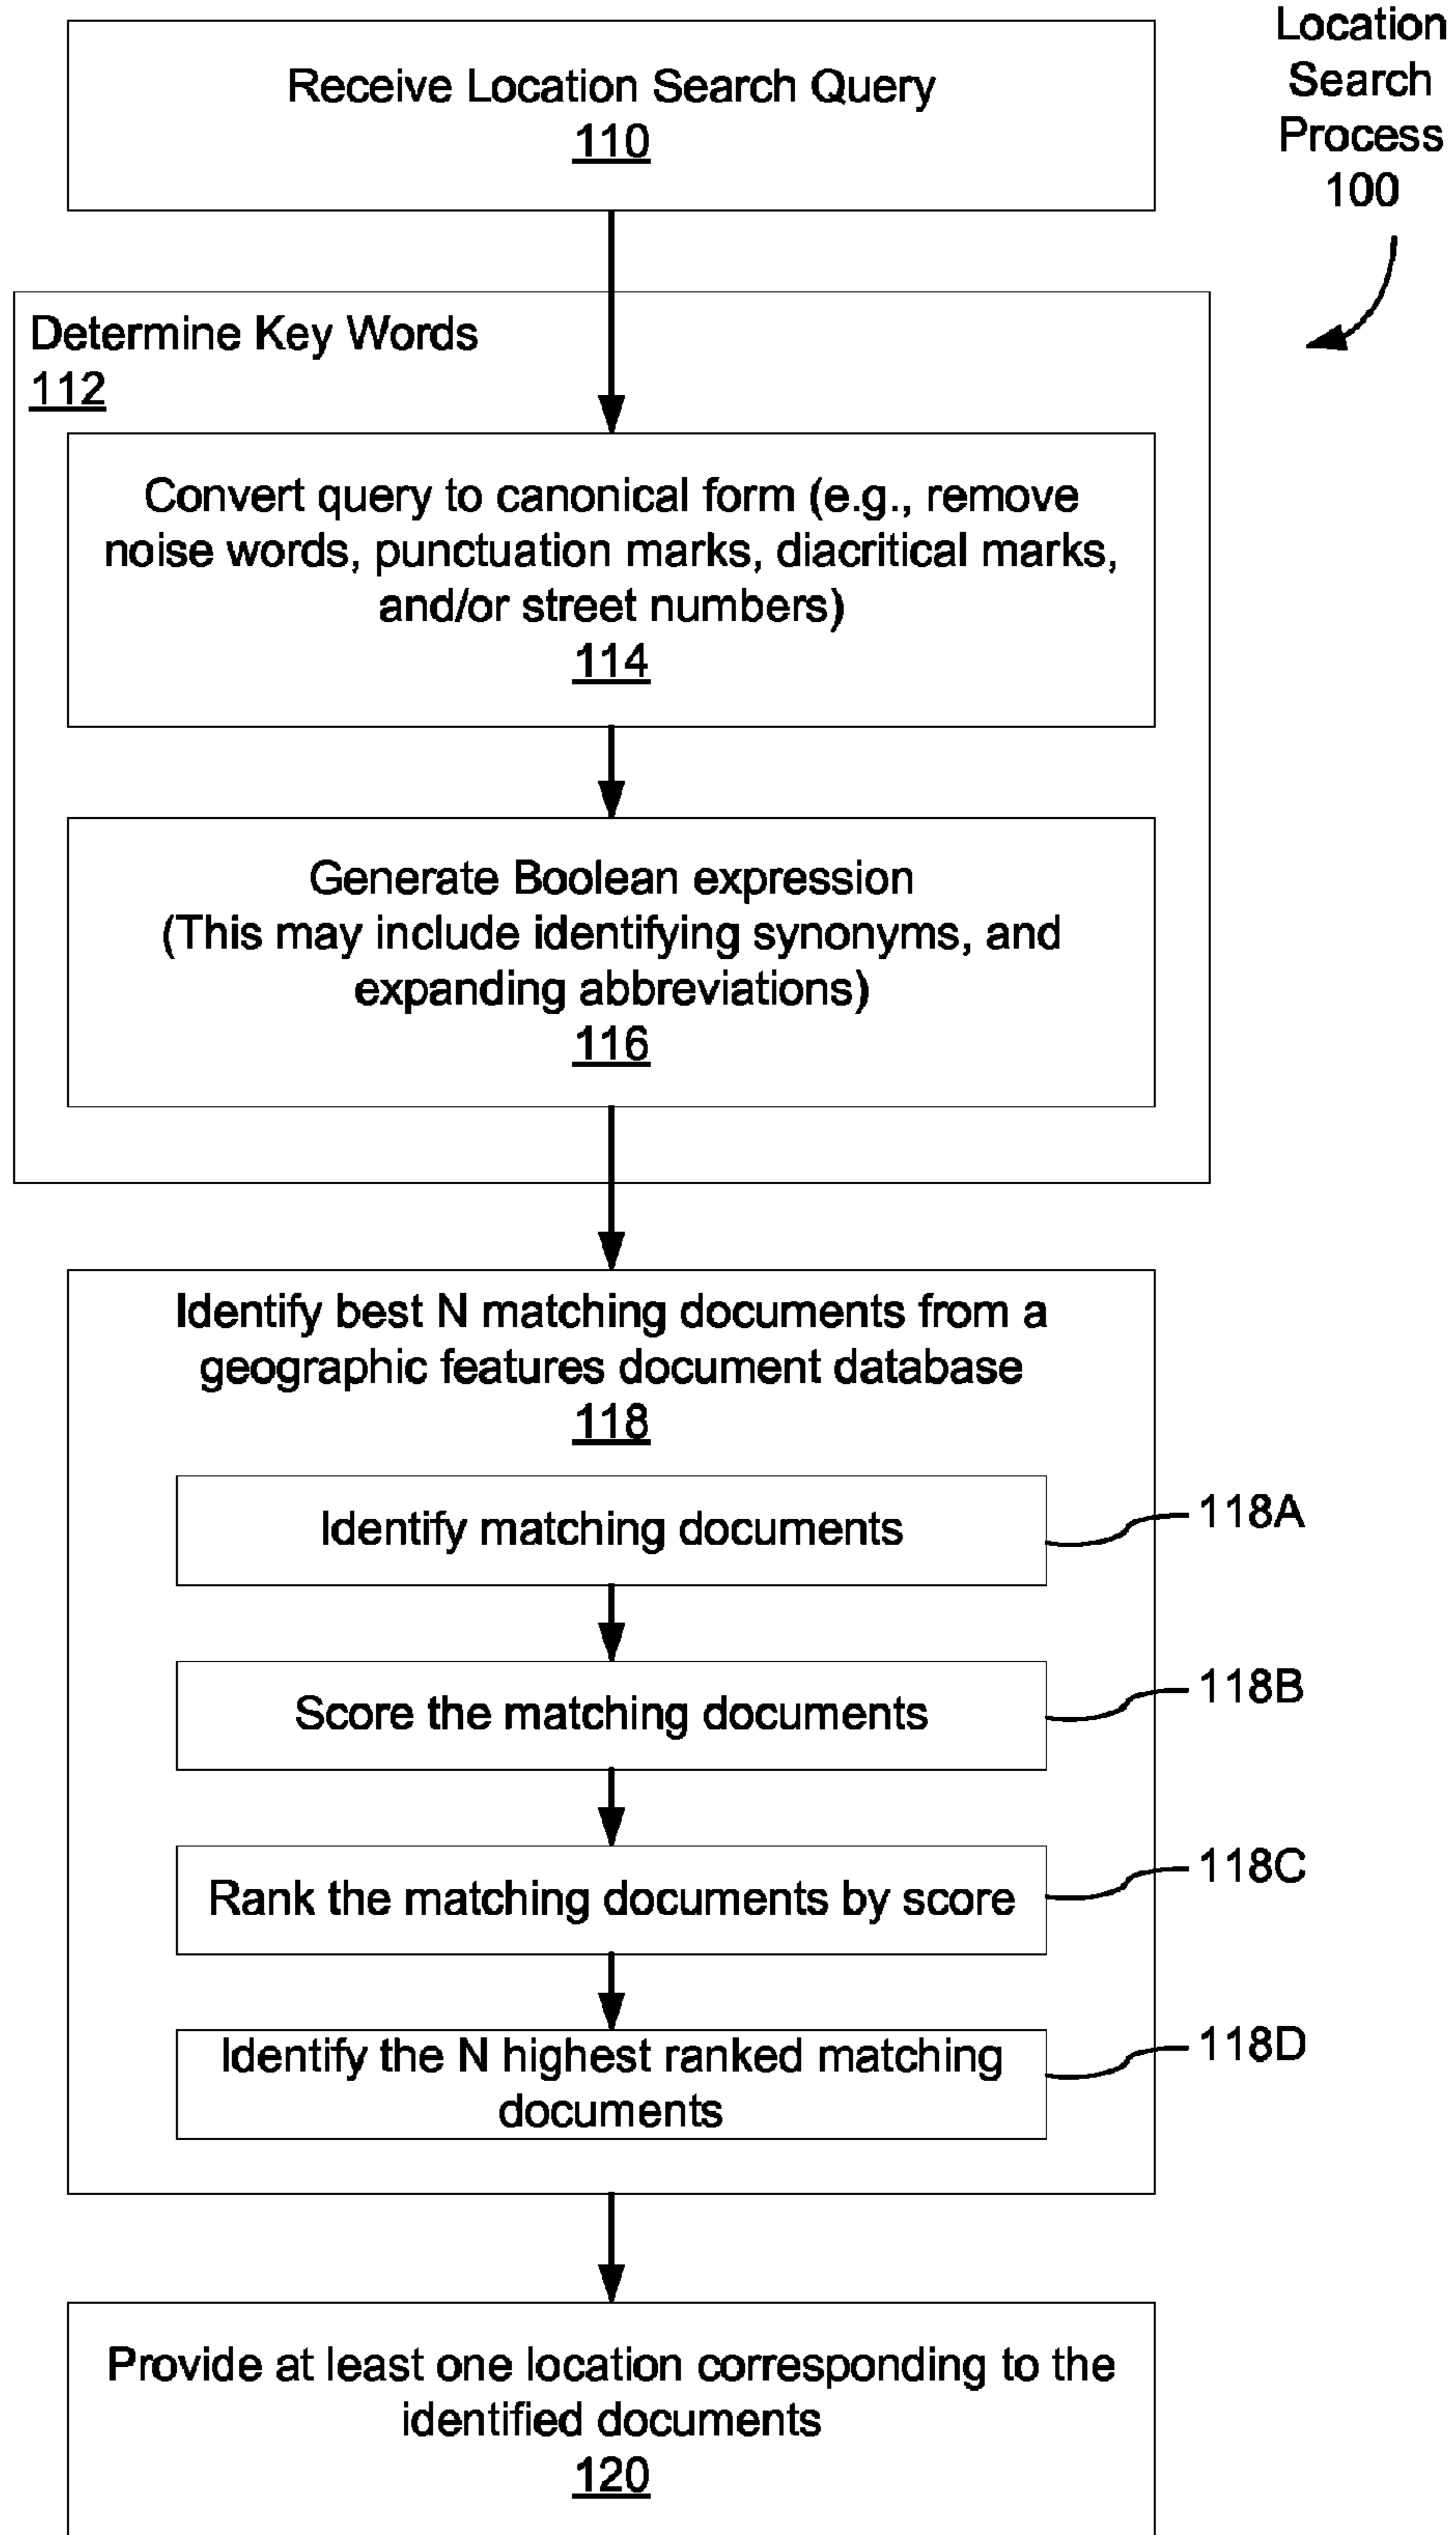 Location
Search
Process
100
Receive Location Search Query
110
Determine Key Words
112
Convert query to canonical form (e.g., remove
noise words, punctuation marks, diacritical marks,
and/or street numbers)
114
Generate Boolean expression
(This may include identifying synonyms, and
expanding abbreviations)
116
Identify best N matching documents from a
geographic features document database
118
Identify matching documents
118A
Score the matching documents
118B
Rank the matching documents by score
118C
Identify the N highest ranked matching
documents
118D
Provide at least one location corresponding to the
identified documents
120